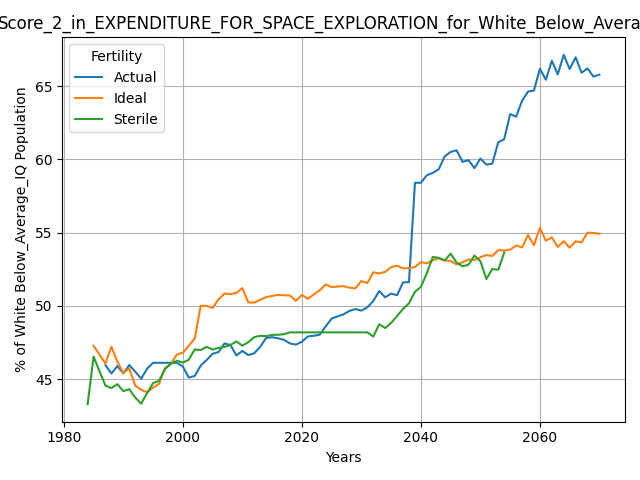 Score_2_in_EXPENDITURE_FOR_SPACE_EXPLORATION_for_White_Below_Avera
Fertility
Actual
Ideal
Sterile
% of White Below_Average_IQ Population
65
60
55
50
45
1980
2000
2020
2040
2060
Years